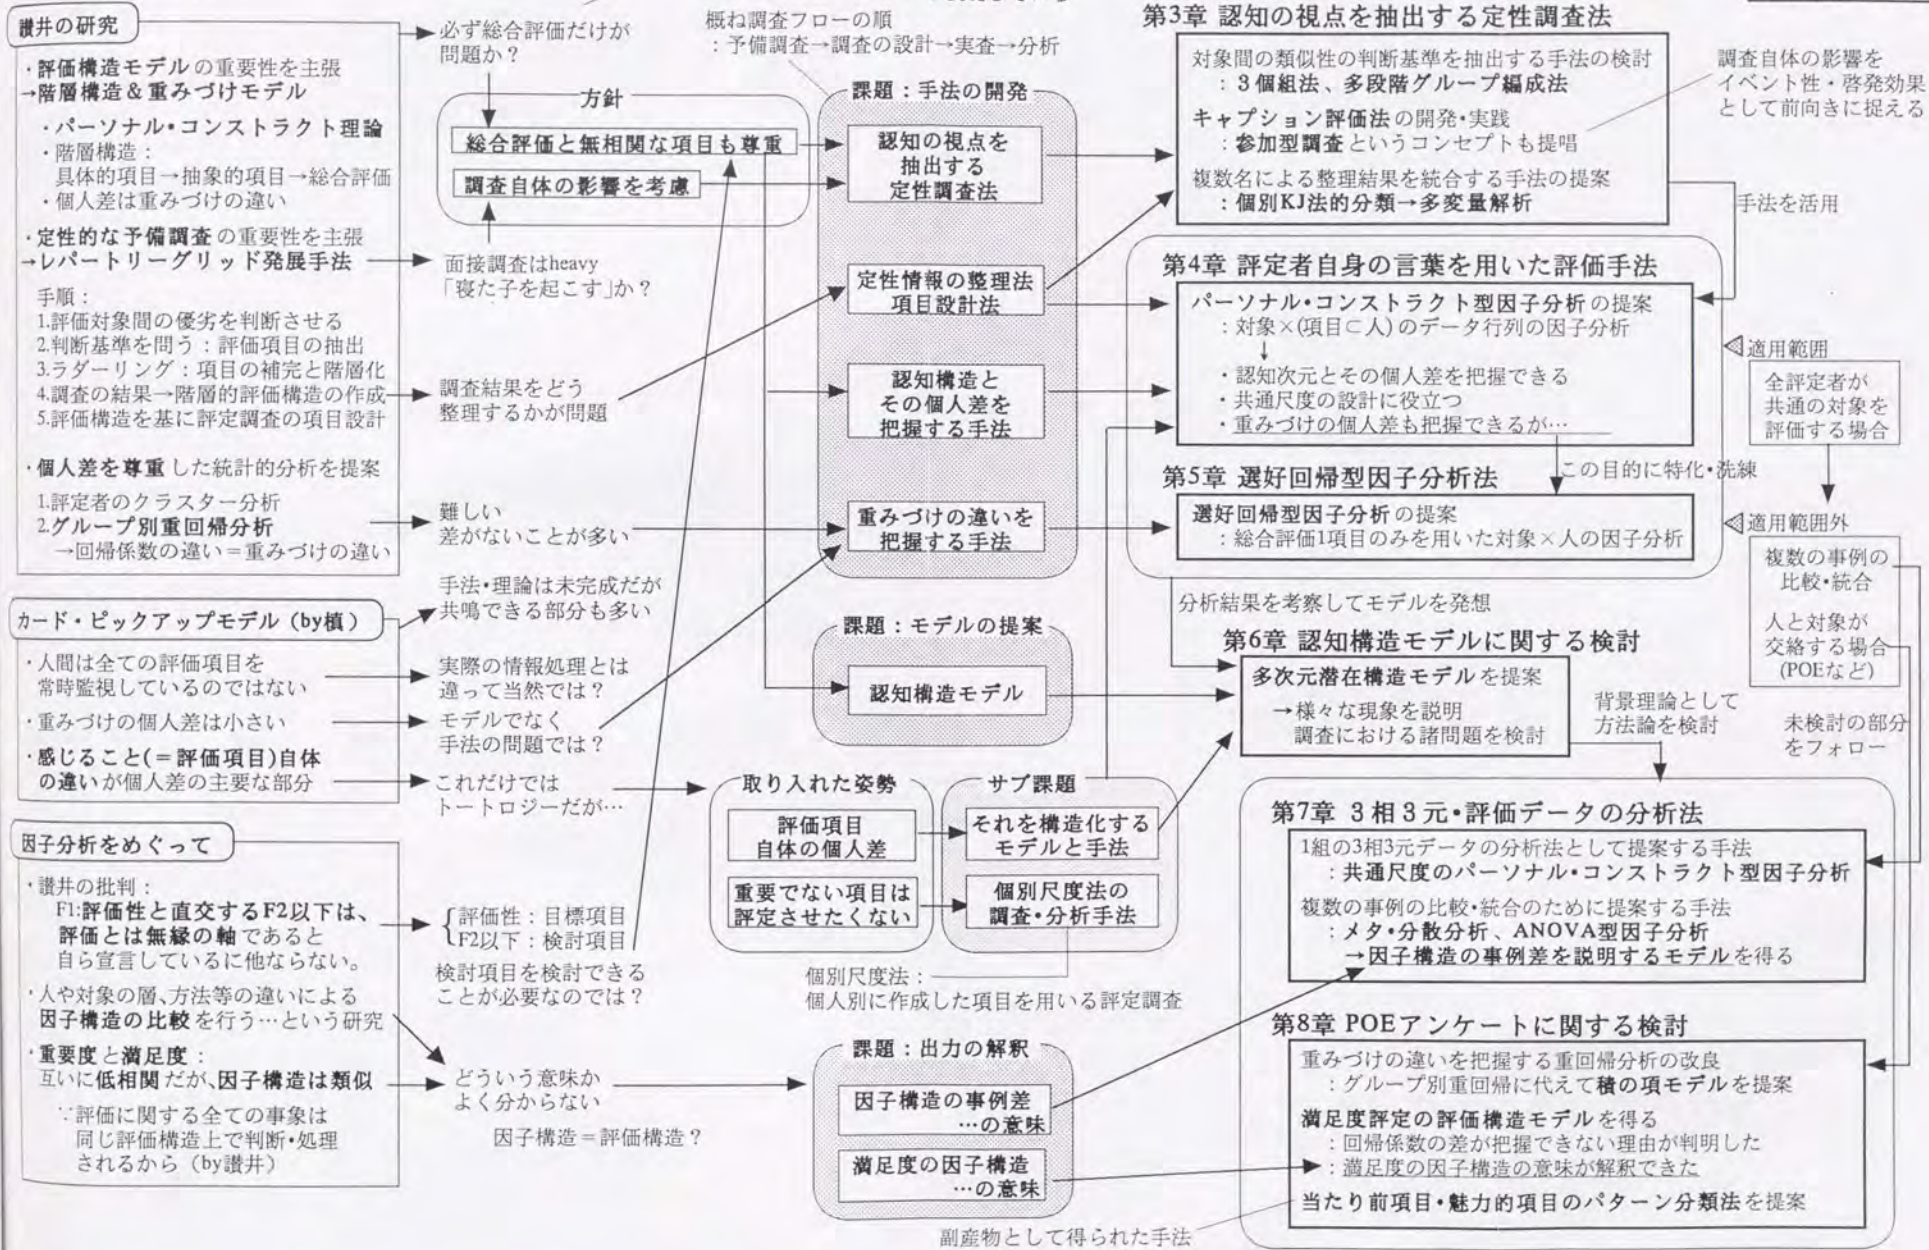 讃井の研究
・評価構造モデルの重要性を主張
→階層構造&重みづけモデル
・パーソナル・コンストラクト理論
・階層構造:
具体的項目→抽象的項目→総合評価
・個人差は重みづけの違い
・定性的な予備調査の重要性を主張
→レパートリーグリッド発展手法
手順:
1.評価対象間の優劣を判断させる
2.判断基準を問う:評価項目の抽出
3.ラダーリング:項目の補完と階層化
4.調査の結果→階層的評価構造の作成
5.評価構造を基に評定調査の項目設計
・個人差を尊重した統計的分析を提案
1.評定者のクラスター分析
2.グループ別重回帰分析
→回帰係数の違い=重みづけの違い
カード・ピックアップモデル(by槙)
・人間は全ての評価項目を
常時監視しているのではない
・重みづけの個人差は小さい
・感じること(=評価項目)自体
の違いが個人差の主要な部分
因子分析をめぐって
・讃井の批判:
F1:評価性と直交するF2以下は、
評価とは無縁の軸であると
自ら宣言しているに他ならない。
・人や対象の層、方法等の違いによる
因子構造の比較を行う…という研究
・重要度と満足度:
互いに低相関だが、因子構造は類似
∵評価に関する全ての事象は
同じ評価構造上で判断・処理
されるから(by讃井)
必ず総合評価だけが
問題か?
方針
総合評価と無相関な項目も尊重
調査自体の影響を考慮
面接調査はheavy
「寝た子を起こす」か?
調査結果をどう
整理するかが問題
難しい
差がないことが多い
手法・理論は未完成だが
共鳴できる部分も多い
実際の情報処理とは
違って当然では?
モデルでなく
手法の問題では?
これだけでは
トートロジーだが…
評価性:目標項目
F2以下:検討項目
検討項目を検討できる
ことが必要なのでは?
どういう意味か
よく分からない
因子構造=評価構造?
概ね調査フローの順
:予備調査→調査の設計→実査→分析
課題:手法の開発
認知の視点を
抽出する
定性調査法
定性情報の整理法
項目設計法
認知構造と
その個人差を
把握する手法
重みづけの違いを
把握する手法
課題:モデルの提案
認知構造モデル
取り入れた姿勢
評価項目
自体の個人差
重要でない項目は
評定させたくない
サブ課題
それを構造化する
モデルと手法
個別尺度法の
調査・分析手法
個別尺度法:
個人別に作成した項目を用いる評定調査
課題:出力の解釈
因子構造の事例差
…の意味
満足度の因子構造
…の意味
副産物として得られた手法
第3章 認知の視点を抽出する定性調査法
対象間の類似性の判断基準を抽出する手法の検討
:3個組法、多段階グループ編成法
キャプション評価法の開発・実践
:参加型調査というコンセプトも提唱
複数名による整理結果を統合する手法の提案
:個別KJ法的分類→多変量解析
調査自体の影響を
イベント性・啓発効果
として前向きに捉える
手法を活用
第4章 評定者自身の言葉を用いた評価手法
パーソナル・コンストラクト型因子分析の提案
:対象×(項目⊂人)のデータ行列の因子分析
↓
・認知次元とその個人差を把握できる
・共通尺度の設計に役立つ
・重みづけの個人差も把握できるが…
この目的に特化・洗練
第5章 選好回帰型因子分析法
選好回帰型因子分析の提案
:総合評価1項目のみを用いた対象×人の因子分析
適用範囲
全評定者が
共通の対象を
評価する場合
適用範囲外
複数の事例の
比較・統合
人と対象が
交絡する場合
(POEなど)
未検討の部分
をフォロー
分析結果を考察してモデルを発想
第6章 認知構造モデルに関する検討
多次元潜在構造モデルを提案
→様々な現象を説明
調査における諸問題を検討
背景理論として
方法論を検討
第7章 3相3元・評価データの分析法
1組の3相3元データの分析法として提案する手法
:共通尺度のパーソナル・コンストラクト型因子分析
複数の事例の比較・統合のために提案する手法
:メタ・分散分析、ANOVA型因子分析
→因子構造の事例差を説明するモデルを得る
第8章 POEアンケートに関する検討
重みづけの違いを把握する重回帰分析の改良
:グループ別重回帰に代えて積の項モデルを提案
満足度評定の評価構造モデルを得る
:回帰係数の差が把握できない理由が判明した
:満足度の因子構造の意味が解釈できた
当たり前項目・魅力的項目のパターン分類法を提案